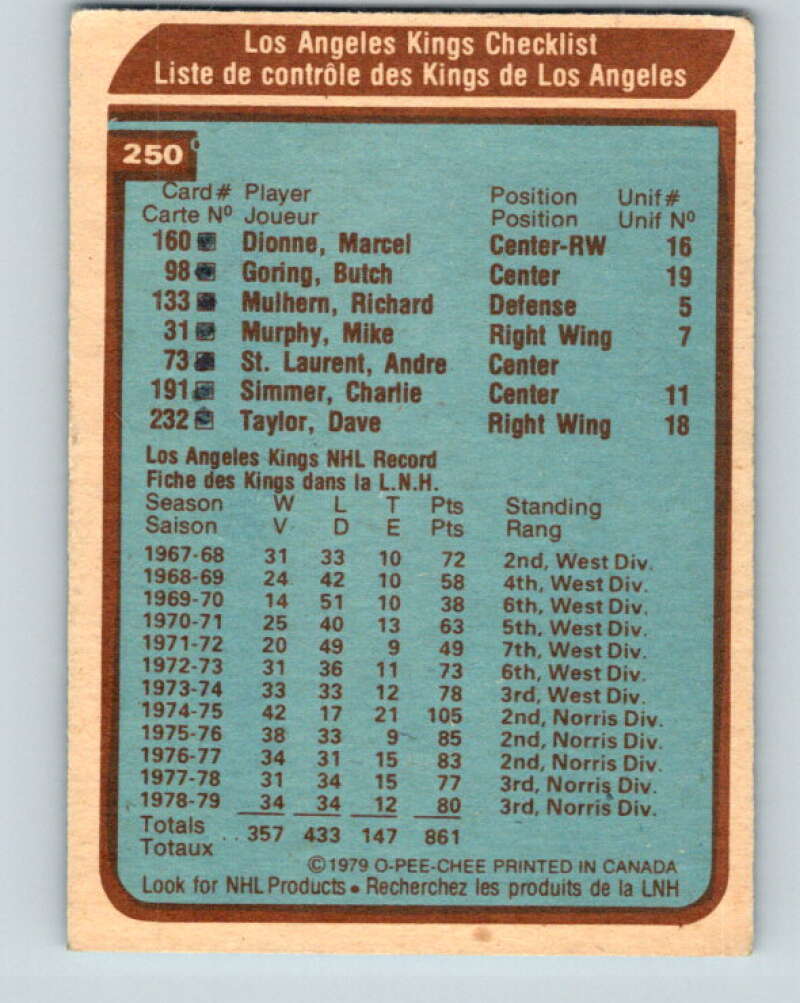 Los Angeles Kings Checklist
Liste de contrôle des Kings de Los Angeles
250
Card # Player Position Unif #
Carte Nº Joueur Position Unif Nº
160 Dionne, Marcel Center-RW 16
98 Goring, Butch Center 19
133 Mulhern, Richard Defense 5
31 Murphy, Mike Right Wing 7
73 St. Laurent, Andre Center
191 Simmer, Charlie Center 11
232 Taylor, Dave Right Wing 18
Los Angeles Kings NHL Record
Fiche des Kings dans la L.N.H.
Season W L T Pts Standing
Saison V D E Pts Rang
1967-68 31 33 10 72 2nd, West Div.
1968-69 24 42 10 58 4th, West Div.
1969-70 14 51 10 38 6th, West Div.
1970-71 25 40 13 63 5th, West Div.
1971-72 20 49 9 49 7th, West Div.
1972-73 31 36 11 73 6th, West Div.
1973-74 33 33 12 78 3rd, West Div.
1974-75 42 17 21 105 2nd, Norris Div.
1975-76 38 33 9 85 2nd, Norris Div.
1976-77 34 31 15 83 2nd, Norris Div.
1977-78 31 34 15 77 3rd, Norris Div.
1978-79 34 34 12 80 3rd, Norris Div.
Totals
Totaux .. 357 433 147 861
©1979 O-PEE-CHEE PRINTED IN CANADA
Look for NHL Products • Recherchez les produits de la LNH